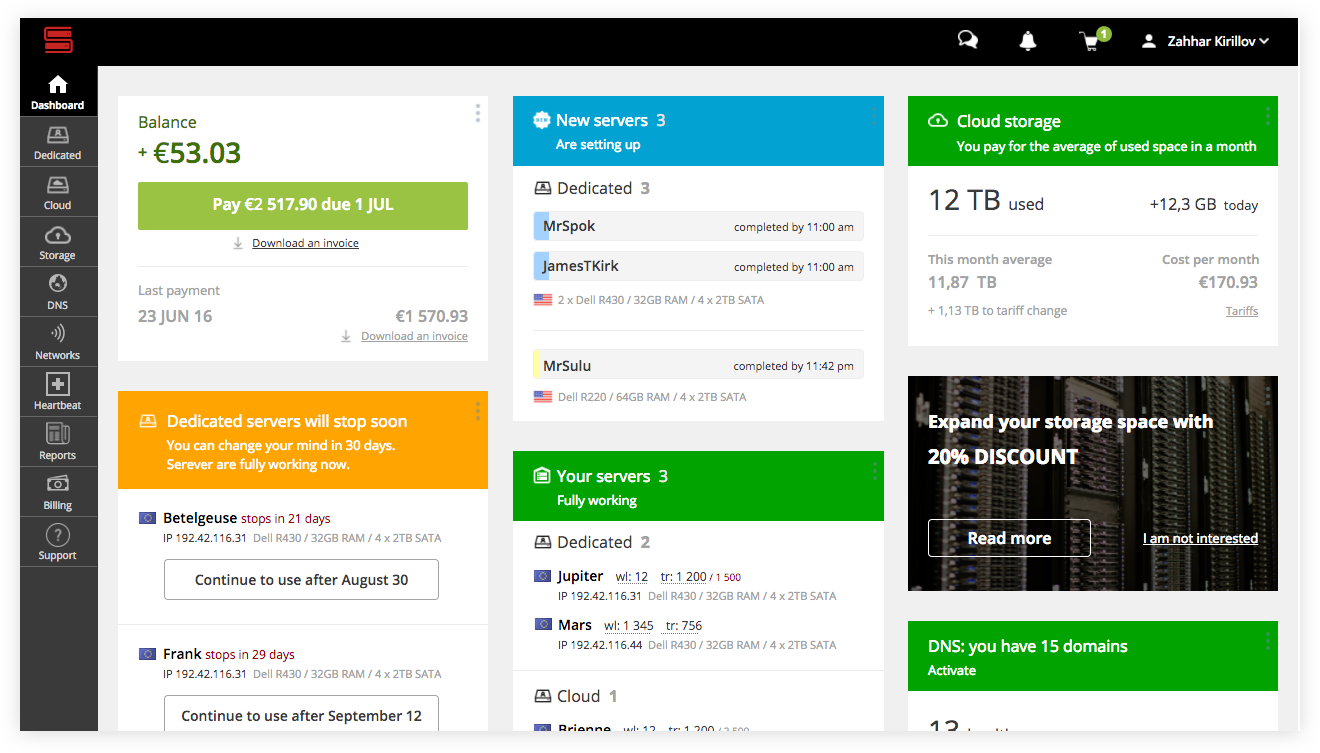 1
Zahhar Kirillov
Dashboard
Dedicated
Cloud
Storage
DNS
Networks
Heartbeat
Reports
Billing
Support
Balance
+ €53.03
Pay €2 517.90 due 1 JUL
Download an invoice
Last payment
23 JUN 16 €1 570.93
Download an invoice
Dedicated servers will stop soon
You can change your mind in 30 days.
Serever are fully working now.
Betelgeuse stops in 21 days
IP 192.42.116.31 Dell R430 / 32GB RAM / 4 x 2TB SATA
Continue to use after August 30
Frank stops in 29 days
IP 192.42.116.31 Dell R430 / 32GB RAM / 4 x 2TB SATA
Continue to use after September 12
NEW New servers 3
Are setting up
Dedicated 3
MrSpok completed by 11:00 am
JamesTKirk completed by 11:00 am
2 x Dell R430 / 32GB RAM / 4 x 2TB SATA
MrSulu completed by 11:42 pm
Dell R220 / 64GB RAM / 4 x 2TB SATA
Your servers 3
Fully working
Dedicated 2
Jupiter wl: 12 tr: 1 200 / 1 500
IP 192.42.116.31 Dell R430 / 32GB RAM / 4 x 2TB SATA
Mars wl: 1 345 tr: 756
IP 192.42.116.44 Dell R430 / 32GB RAM / 4 x 2TB SATA
Cloud 1
Brienne wl: 12 tr: 1 200 / 2 500
Cloud storage
You pay for the average of used space in a month
12 TB used +12,3 GB today
This month average Cost per month
11,87 TB €170.93
+ 1,13 TB to tariff change Tariffs
Expand your storage space with
20% DISCOUNT
Read more I am not interested
DNS: you have 15 domains
Activate
13